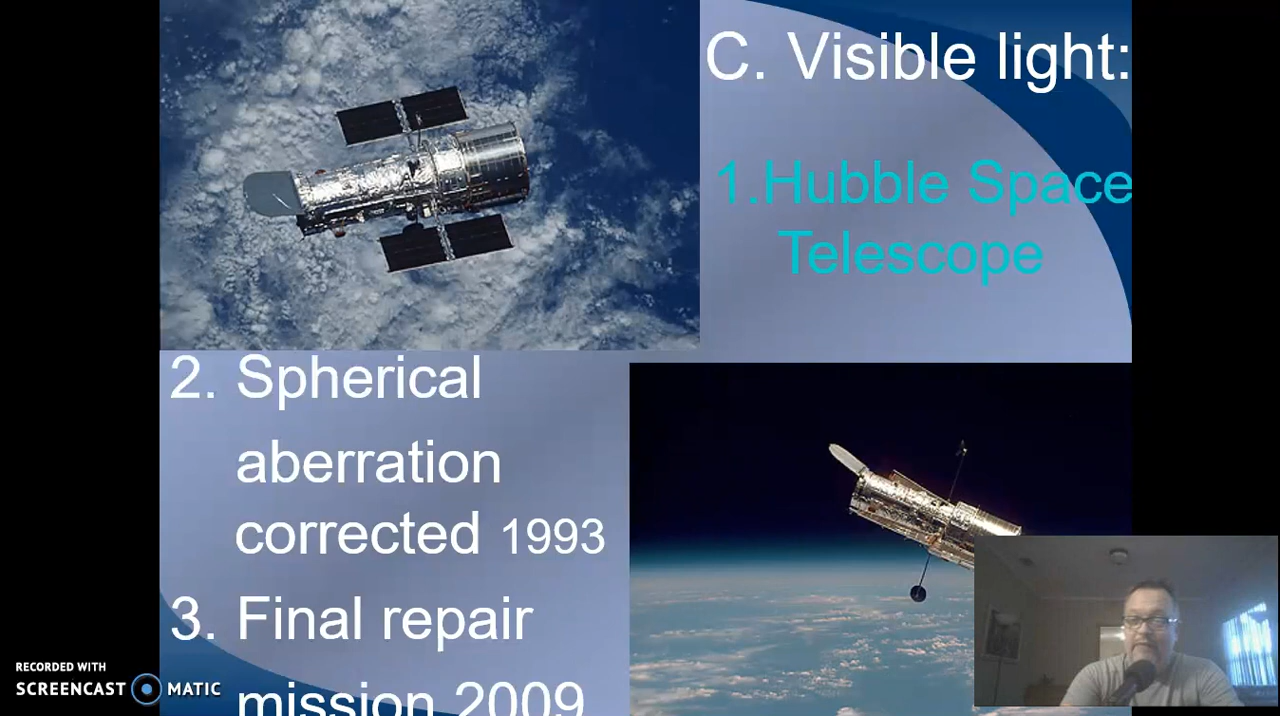 C. Visible light:
1.Hubble Space
Telescope
2. Spherical
aberration
corrected 1993
3. Final repair
mission 2009
RECORDED WITH
SCREENCAST MATIC